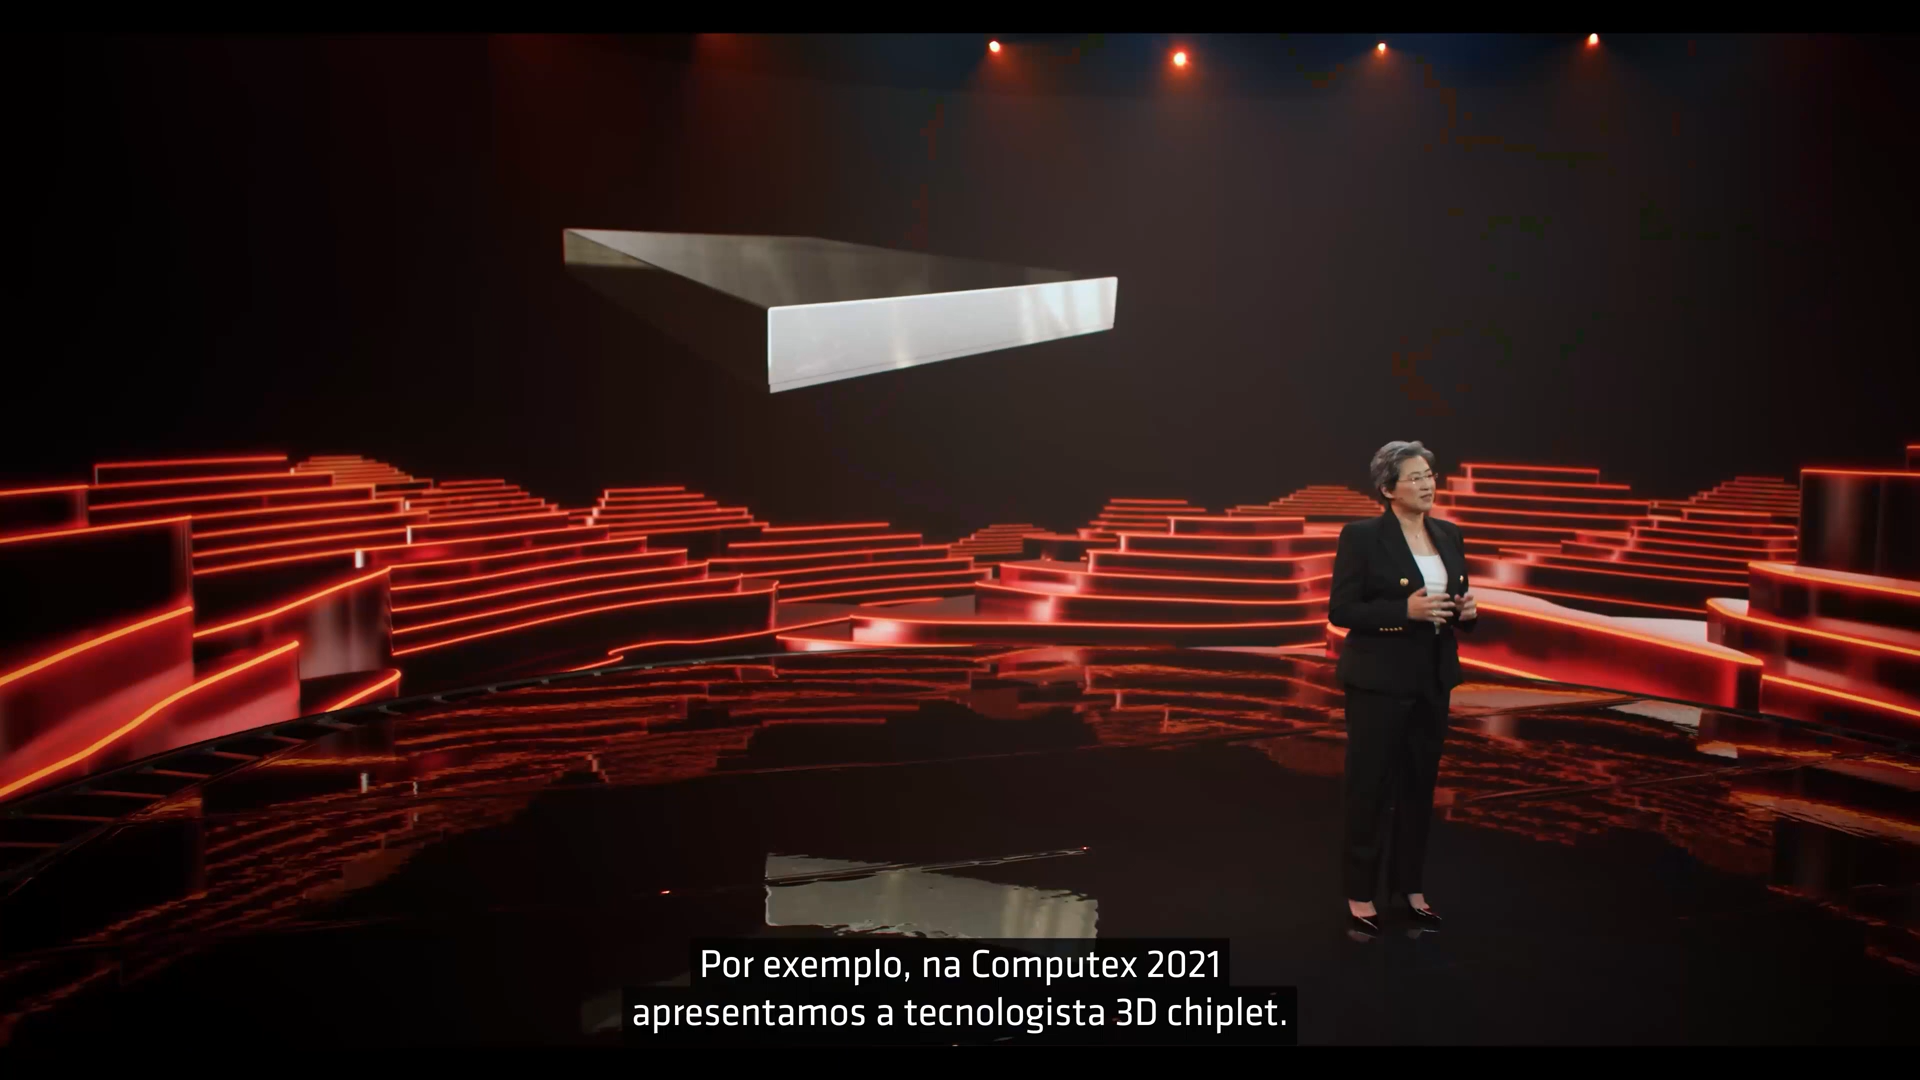 Por exemplo, na Computex 2021
apresentamos a tecnologista 3D chiplet.